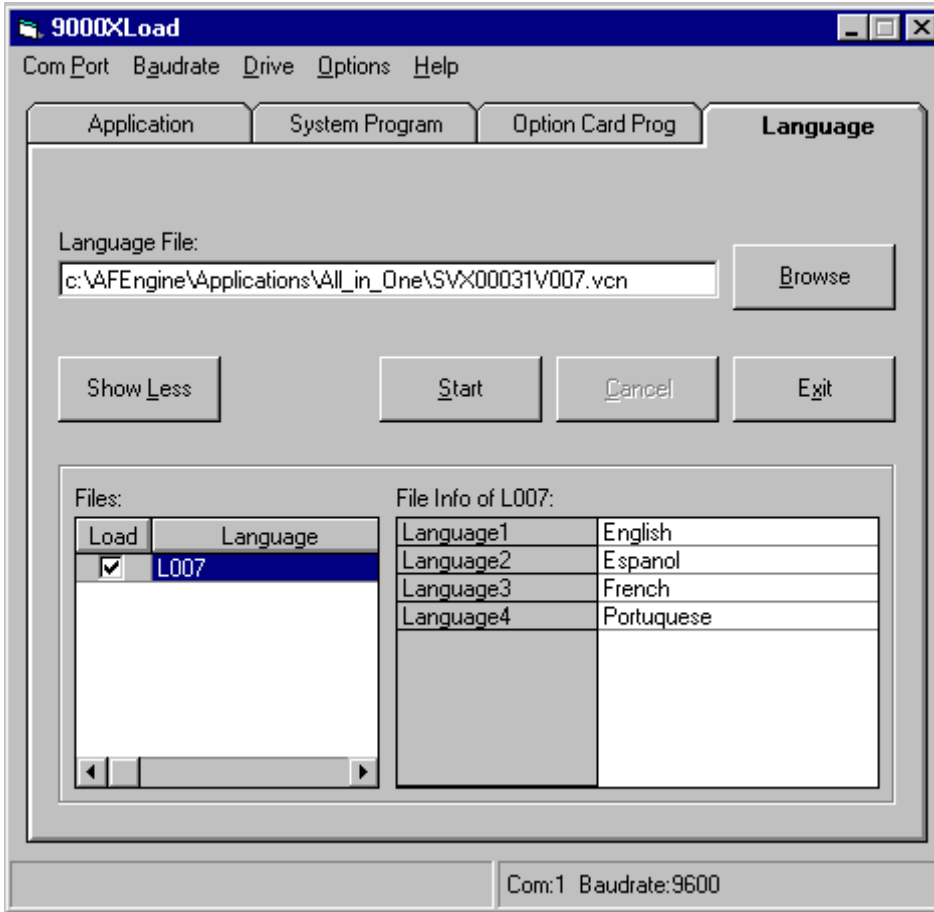 9000XLoad
Com Port Baudrate Drive Options Help
Application System Program Option Card Prog Language
Language File:
c:\AFEngine\Applications\All_in_One\SVX00031V007.vcn
Browse
Show Less Start Cancel Exit
Files: File Info of L007:
Load Language Language1 English
L007 Language2 Espanol
Language3 French
Language4 Portuquese
Com:1 Baudrate:9600